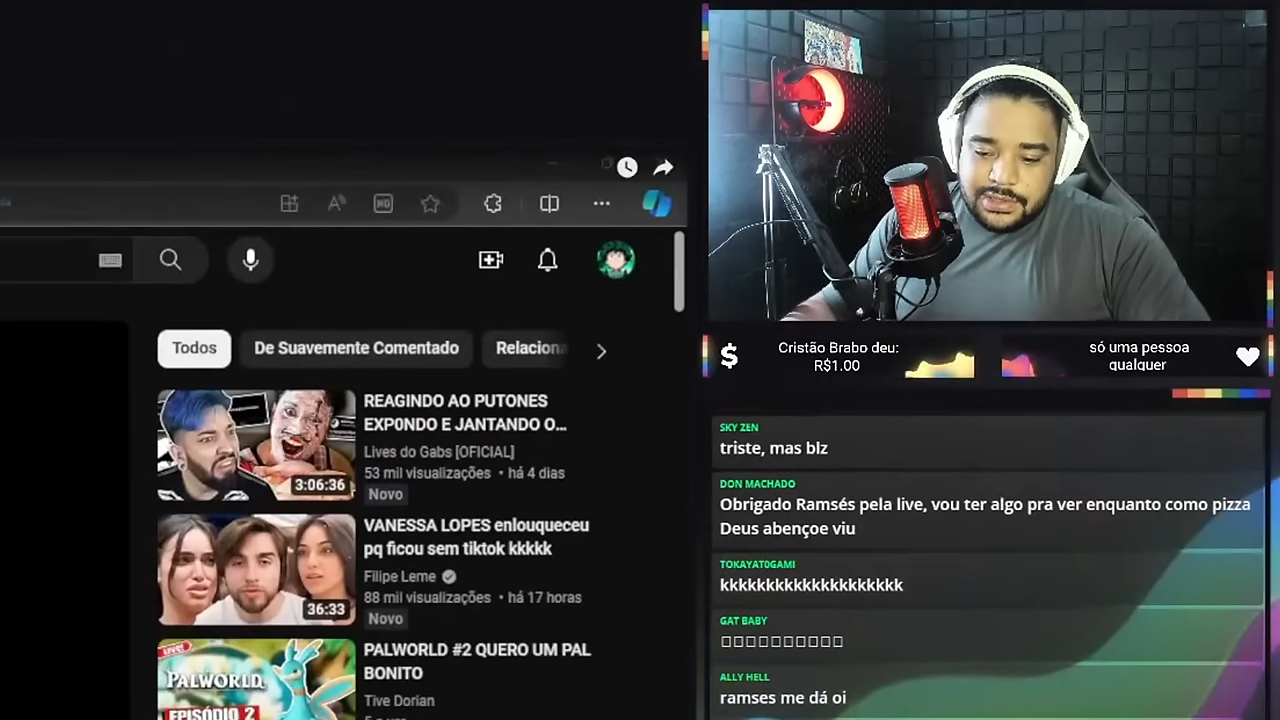 HD
Todos
De Suavemente Comentado
Relaciona
REAGINDO AO PUTONES
EXP0NDO E JANTANDO O...
Lives do Gabs [OFICIAL]
53 mil visualizações • há 4 dias
Novo
3:06:36
VANESSA LOPES enlouqueceu
pq ficou sem tiktok kkkkk
Filipe Leme
88 mil visualizações • há 17 horas
Novo
36:33
PALWORLD #2 QUERO UM PAL
BONITO
Tive Dorian
LIVE!
PALWORLD
EPISÓDIO 2
$
Cristão Brabo deu:
R$1.00
só uma pessoa
qualquer
SKY ZEN
triste, mas blz
DON MACHADO
Obrigado Ramsés pela live, vou ter algo pra ver enquanto como pizza
Deus abençoe viu
TOKAYAT0GAMI
kkkkkkkkkkkkkkkkkkkk
GAT BABY
ALLY HELL
ramses me dá oi